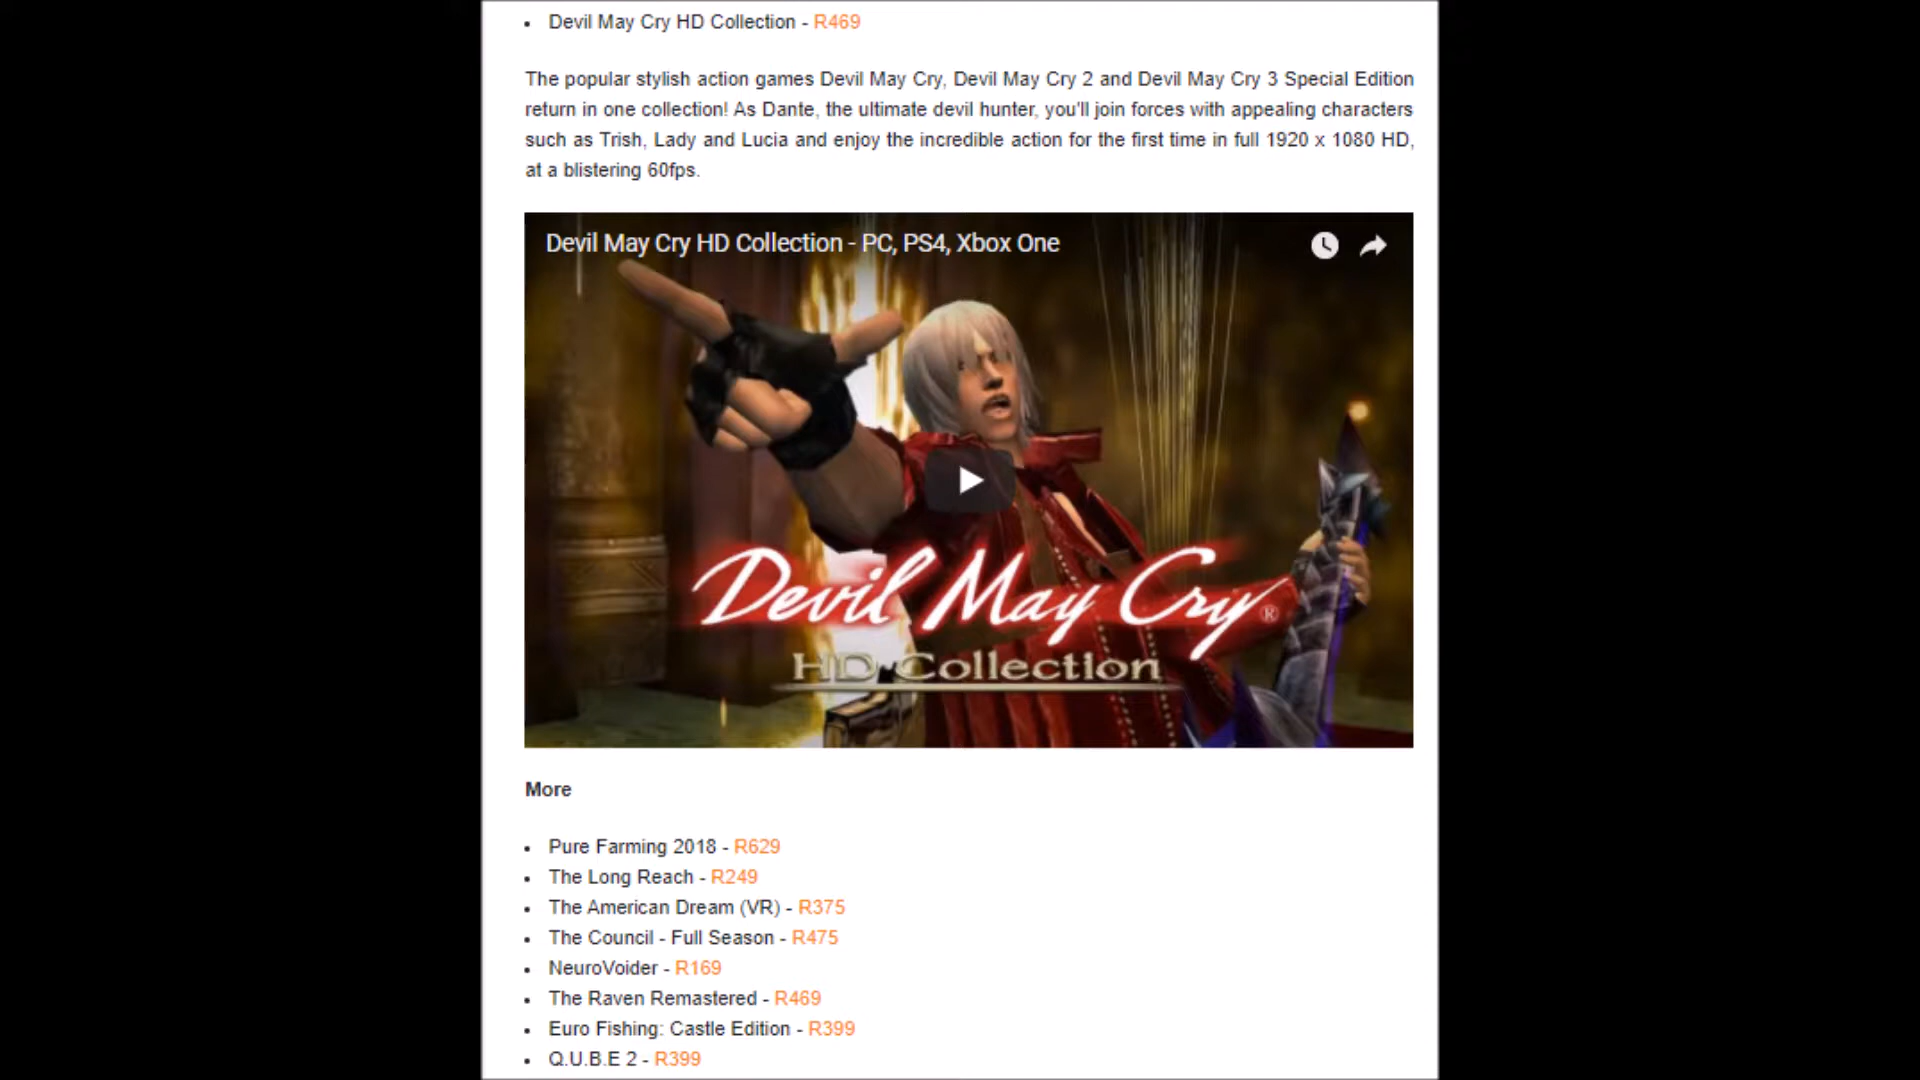 Devil May Cry HD Collection - R469
The popular stylish action games Devil May Cry, Devil May Cry 2 and Devil May Cry 3 Special Edition
return in one collection! As Dante, the ultimate devil hunter, you'll join forces with appealing characters
such as Trish, Lady and Lucia and enjoy the incredible action for the first time in full 1920 x 1080 HD,
at a blistering 60fps.
Devil May Cry HD Collection - PC, PS4, Xbox One
Devil May Cry®
HD Collection
More
Pure Farming 2018 - R629
The Long Reach - R249
The American Dream (VR) - R375
The Council - Full Season - R475
NeuroVoider - R169
The Raven Remastered - R469
Euro Fishing: Castle Edition - R399
Q.U.B.E 2 - R399